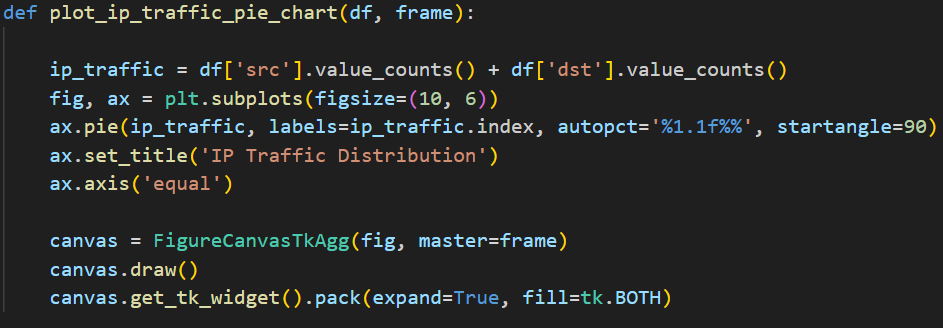 def plot_ip_traffic_pie_chart(df, frame):
    ip_traffic = df['src'].value_counts() + df['dst'].value_counts()
    fig, ax = plt.subplots(figsize=(10, 6))
    ax.pie(ip_traffic, labels=ip_traffic.index, autopct='%1.1f%%', startangle=90)
    ax.set_title('IP Traffic Distribution')
    ax.axis('equal')
    canvas = FigureCanvasTkAgg(fig, master=frame)
    canvas.draw()
    canvas.get_tk_widget().pack(expand=True, fill=tk.BOTH)